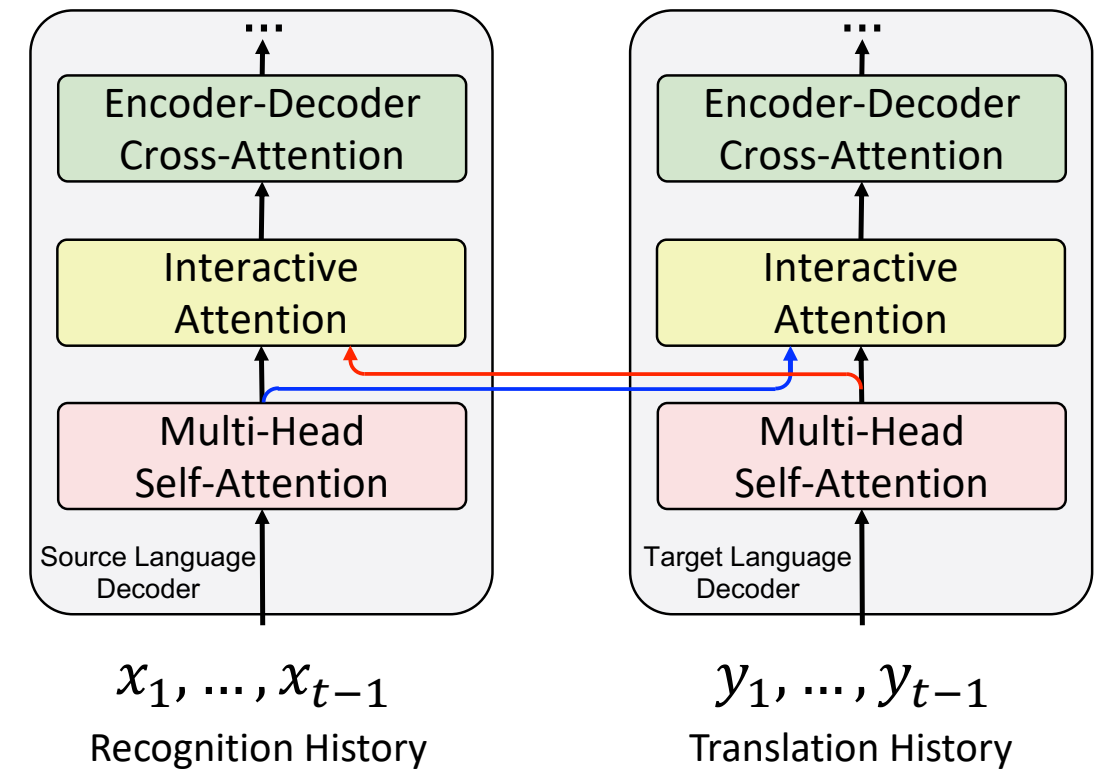 ...
Encoder-Decoder
Cross-Attention
Interactive
Attention
Multi-Head
Self-Attention
Source Language
Decoder
x₁, … , xₜ₋₁
Recognition History
...
Encoder-Decoder
Cross-Attention
Interactive
Attention
Multi-Head
Self-Attention
Target Language
Decoder
y₁, … , yₜ₋₁
Translation History